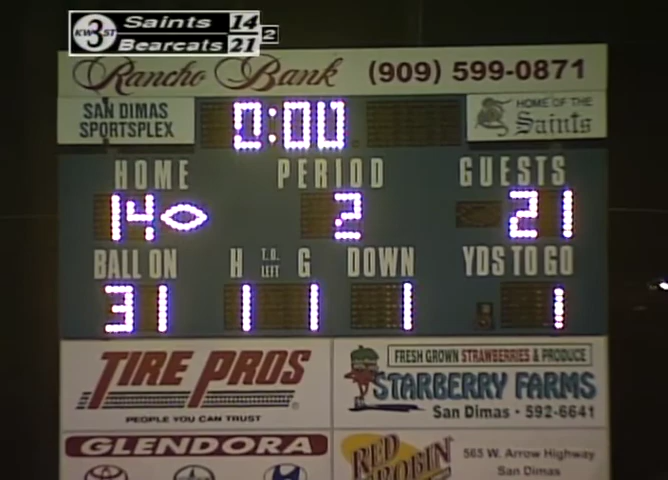 KW3ST Saints 14
Bearcats 21 2
Rancho Bank (909) 599-0871
SAN DIMAS
SPORTSPLEX
0:00
HOME OF THE
Saints
HOME PERIOD GUESTS
14 2 21
BALL ON H T.O. LEFT G DOWN YDS TO GO
31 1 1 1 1
TIRE PROS
PEOPLE YOU CAN TRUST
FRESH GROWN STRAWBERRIES & PRODUCE
STARBERRY FARMS
San Dimas • 592-6641
GLENDORA
RED ROBIN
565 W. Arrow Highway
San Dimas